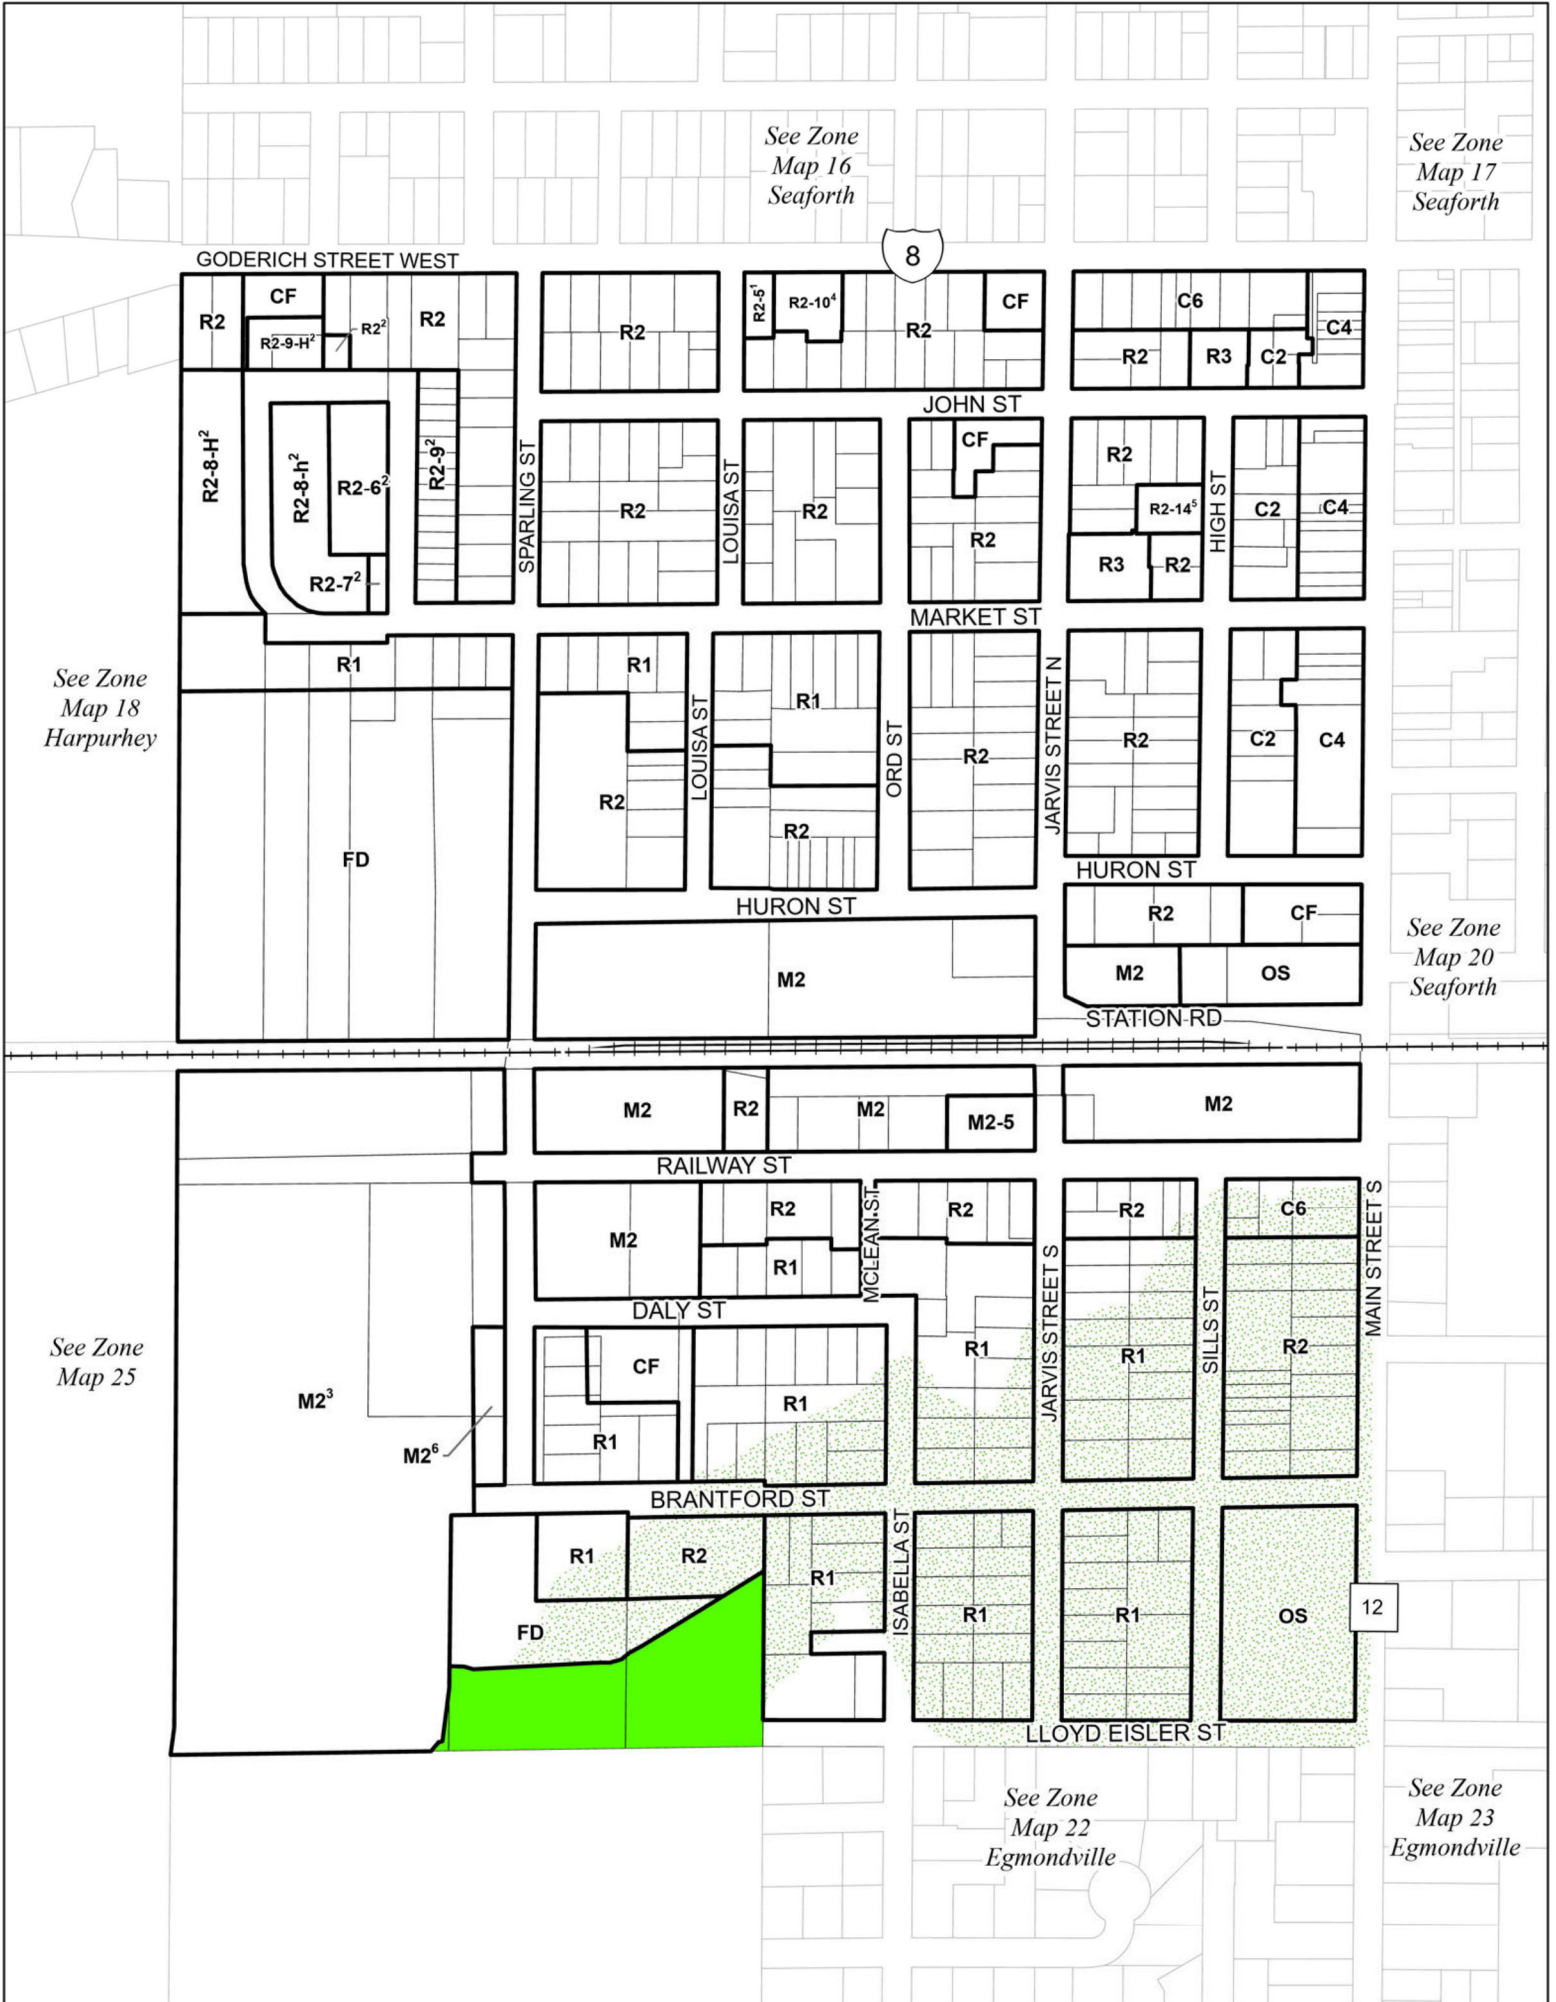 See Zone
Map 16
Seaforth
See Zone
Map 17
Seaforth
8
GODERICH STREET WEST
R2
CF
R2-9-H²
R2²
R2
R2
R2-5¹
R2-10⁴
R2
CF
C6
C4
R2
R3
C2
JOHN ST
R2-8-H²
R2-8-h²
R2-6²
R2-7²
R2-9²
SPARLING ST
R2
LOUISA ST
R2
CF
R2
R2
R2-14⁵
R3
R2
HIGH ST
C2
C4
MARKET ST
See Zone
Map 18
Harpurhey
R1
FD
R1
R2
LOUISA ST
R1
R2
ORD ST
R2
JARVIS STREET N
R2
C2
C4
HURON ST
HURON ST
R2
CF
M2
M2
OS
STATION RD
See Zone
Map 20
Seaforth
M2
R2
M2
M2-5
M2
RAILWAY ST
M2
R2
R1
MCLEAN ST
R2
R2
C6
MAIN STREET S
DALY ST
JARVIS STREET S
SILLS ST
See Zone
Map 25
M2³
M2⁶
CF
R1
R1
R1
R1
R2
BRANTFORD ST
R1
R2
FD
R1
ISABELLA ST
R1
R1
OS
12
LLOYD EISLER ST
See Zone
Map 22
Egmondville
See Zone
Map 23
Egmondville